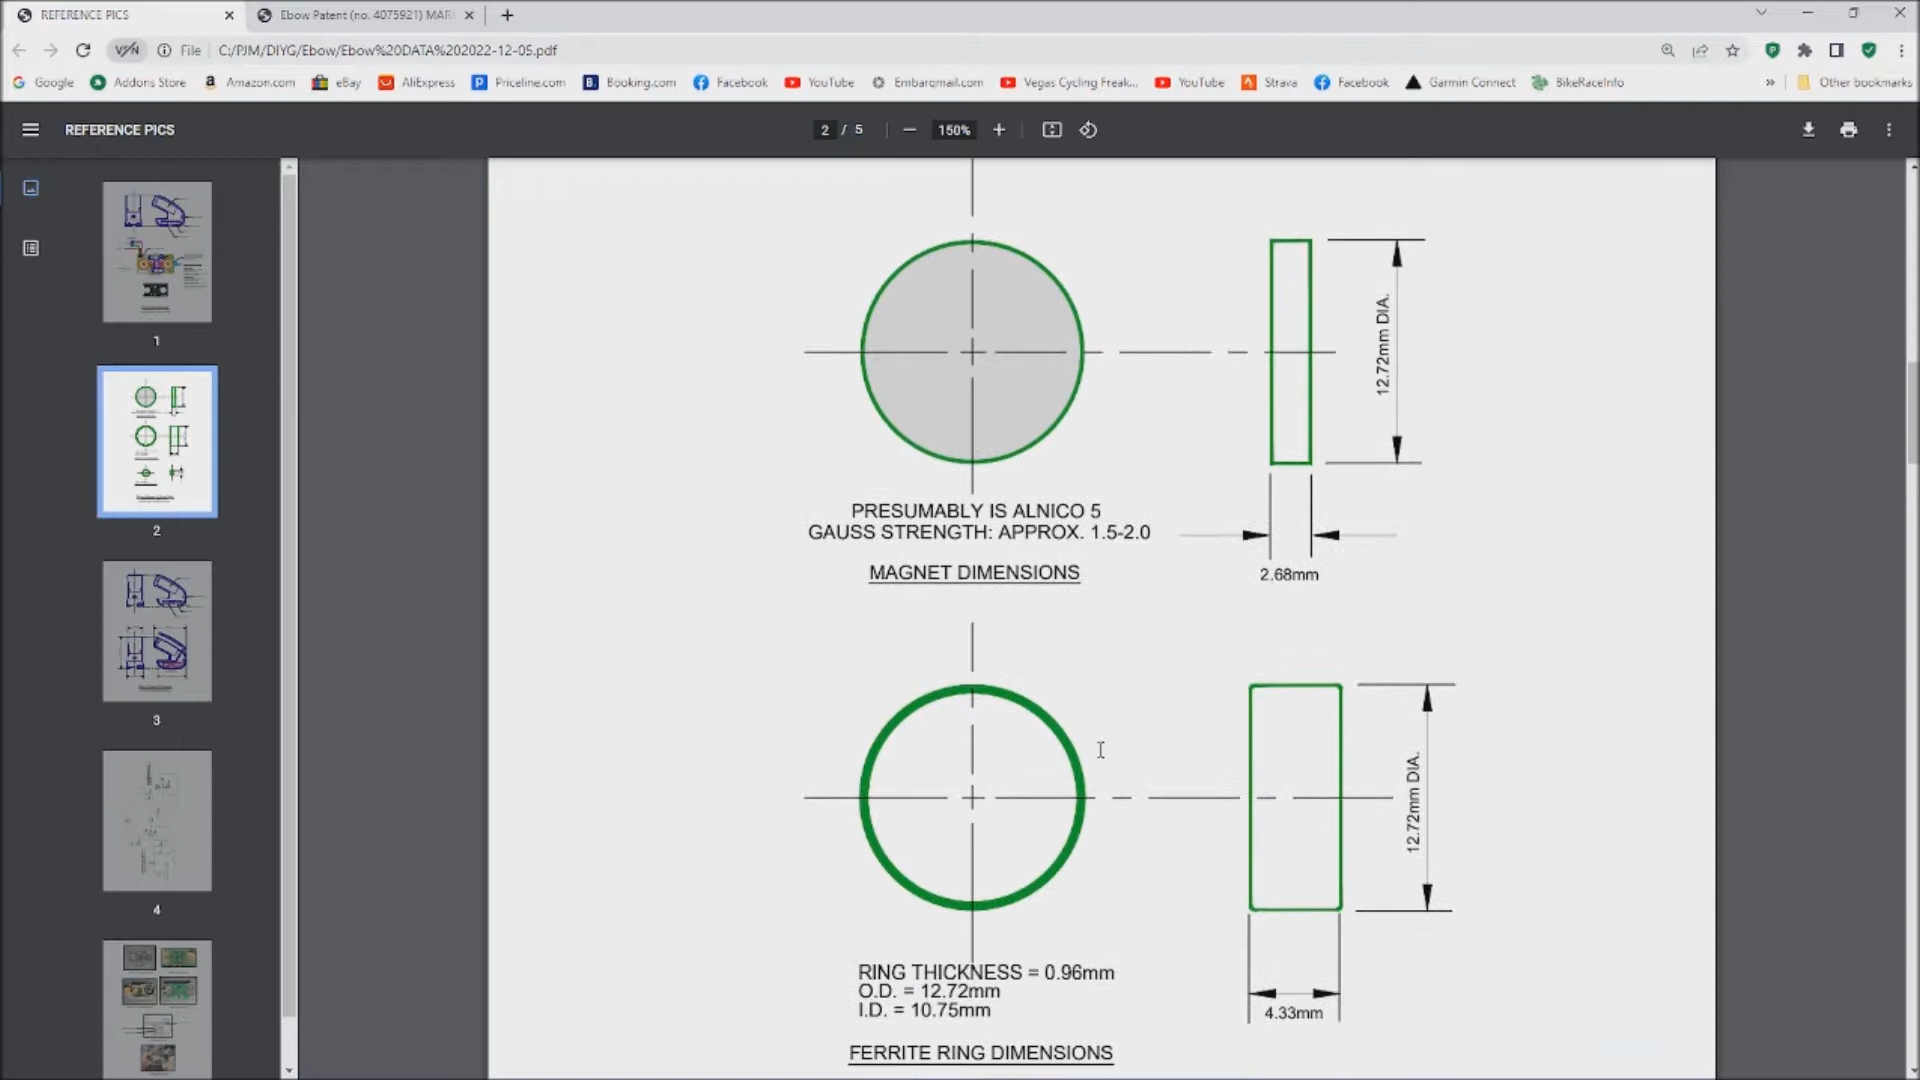 REFERENCE PICS
Ebow Patent (no. 4075921) MAR
VPN
File
C:/PJM/DIYG/Ebow/Ebow%20DATA%202022-12-05.pdf
Google
Addons Store
Amazon.com
eBay
AliExpress
Priceline.com
Booking.com
Facebook
YouTube
Embarqmail.com
Vegas Cycling Freak...
YouTube
Strava
Facebook
Garmin Connect
BikeRaceInfo
Other bookmarks
REFERENCE PICS
2 / 5
150%
1
2
3
4
12.72mm DIA.
PRESUMABLY IS ALNICO 5
GAUSS STRENGTH: APPROX. 1.5-2.0
MAGNET DIMENSIONS
2.68mm
12.72mm DIA.
RING THICKNESS = 0.96mm
O.D. = 12.72mm
I.D. = 10.75mm
4.33mm
FERRITE RING DIMENSIONS